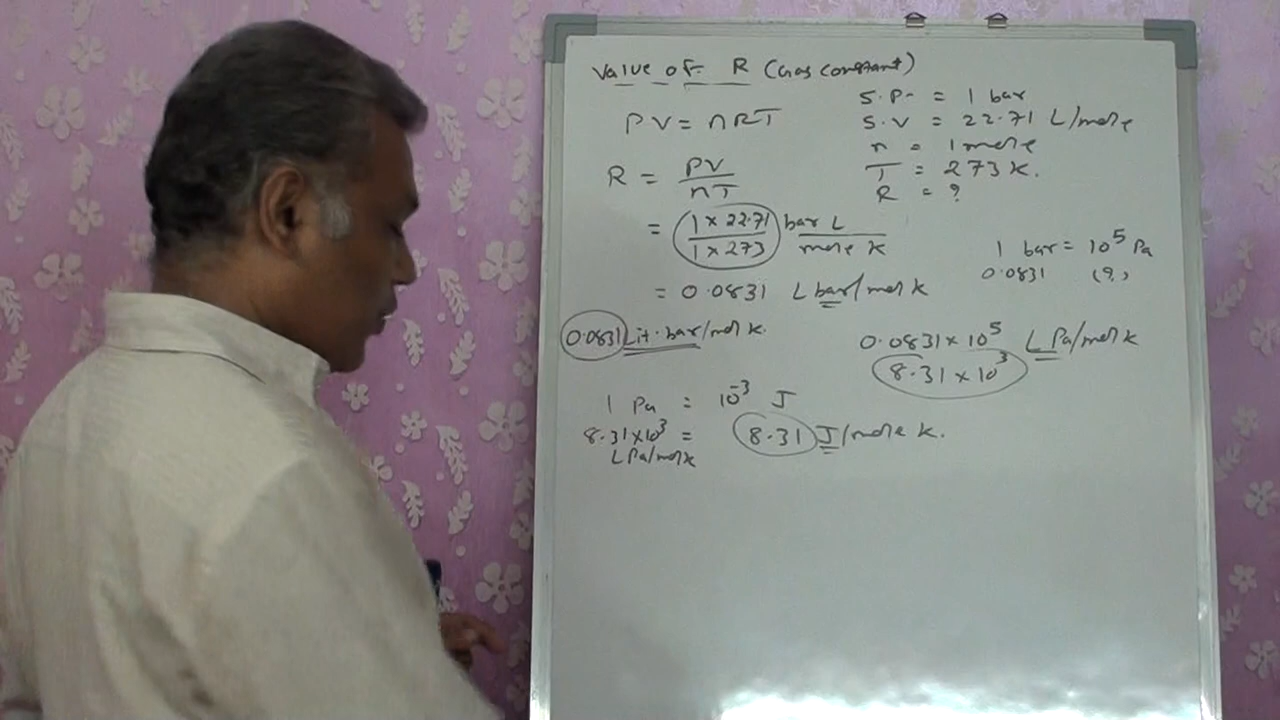 Value of R (Gas constant)
PV = nRT
S.Pr = 1 bar
S.V = 22.71 L/mole
n = 1 mole
T = 273 K.
R = ?
R = PV/nT
= (1 × 22.71)/(1 × 273) bar L/mole K
= 0.0831 L bar/mol K
1 bar = 10⁵ Pa
0.0831 (?)
0.0831 Lit. bar/mol K.
0.0831 × 10⁵ L Pa/mol K
8.31 × 10³
1 Pa = 10⁻³ J
8.31 × 10³ = 8.31 J/mole K.
L Pa/mol K